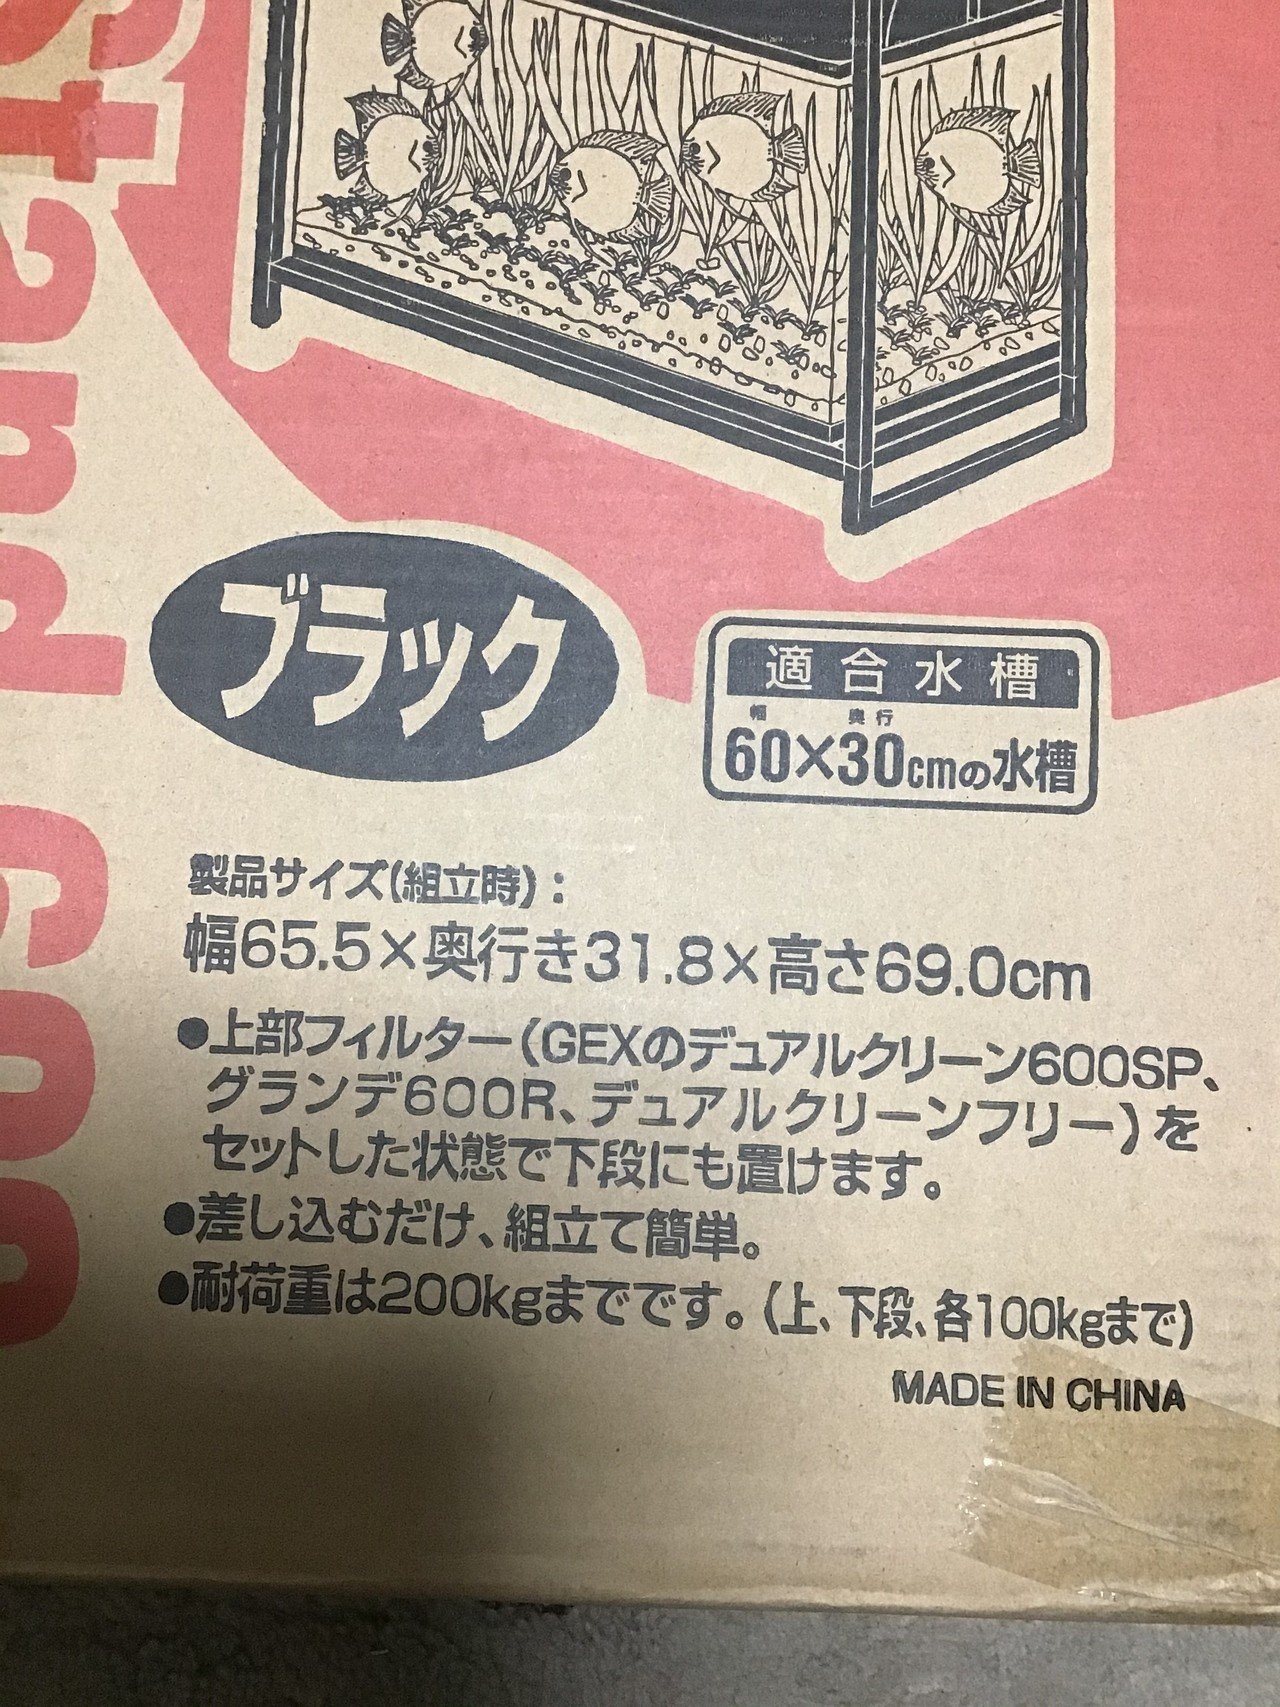 ブラック
適合水槽
幅 奥行
60×30cmの水槽
製品サイズ(組立時):
幅65.5×奥行き31.8×高さ69.0cm
●上部フィルター(GEXのデュアルクリーン600SP、
グランデ600R、デュアルクリーンフリー)を
セットした状態で下段にも置けます。
●差し込むだけ、組立て簡単。
●耐荷重は200kgまでです。(上、下段、各100kgまで)
MADE IN CHINA